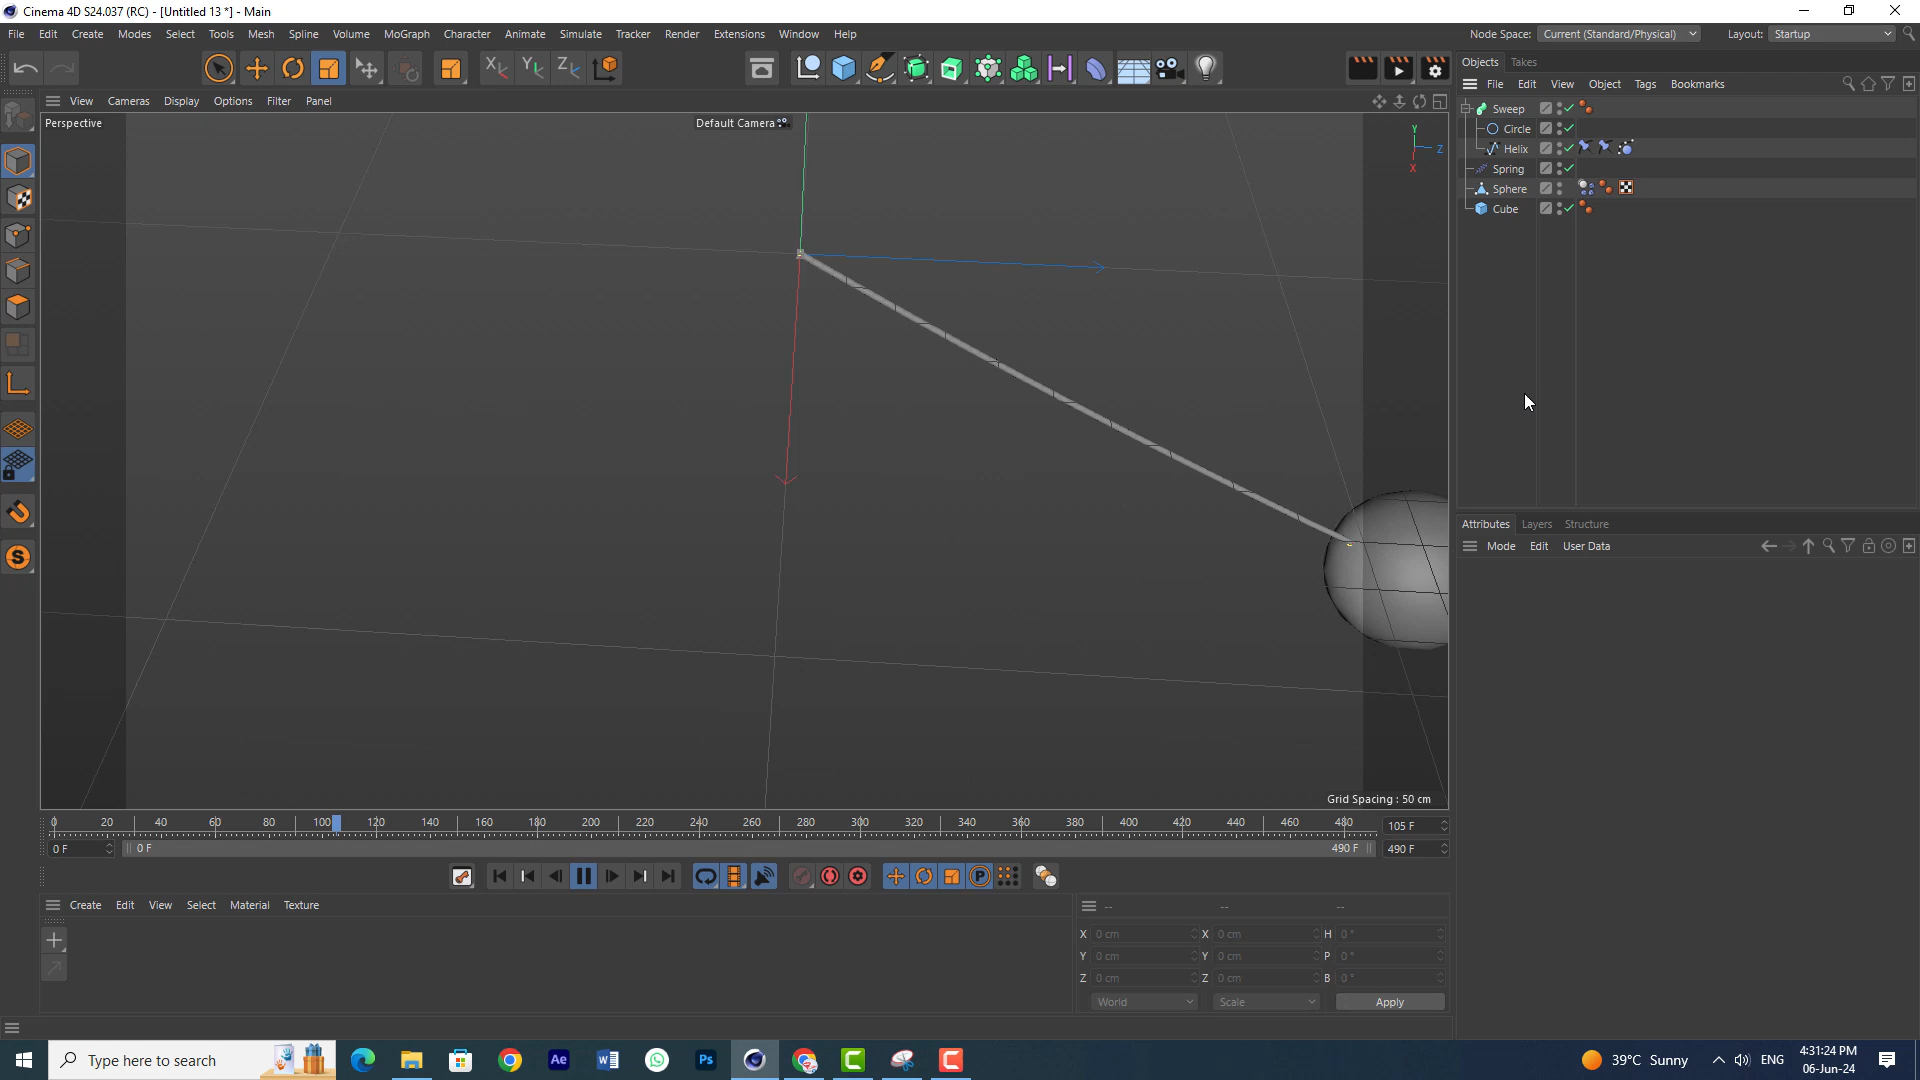 Cinema 4D S24.037 (RC) - [Untitled 13 *] - Main
File Edit Create Modes Select Tools Mesh Spline Volume MoGraph Character Animate Simulate Tracker Render Extensions Window Help
Node Space: Current (Standard/Physical) Layout: Startup
Objects Takes
File Edit View Object Tags Bookmarks
View Cameras Display Options Filter Panel
Perspective
Default Camera
Y
Z
X
Sweep
Circle
Helix
Spring
Sphere
Cube
Attributes Layers Structure
Mode Edit User Data
Grid Spacing : 50 cm
0 20 40 60 80 100 120 140 160 180 200 220 240 260 280 300 320 340 360 380 400 420 440 460 480
105 F
0 F
0 F
490 F
490 F
Create Edit View Select Material Texture
-- -- --
X 0 cm X 0 cm H 0 °
Y 0 cm Y 0 cm P 0 °
Z 0 cm Z 0 cm B 0 °
World Scale Apply
Type here to search
Ae
Ps
39°C Sunny
ENG
4:31:24 PM
06-Jun-24